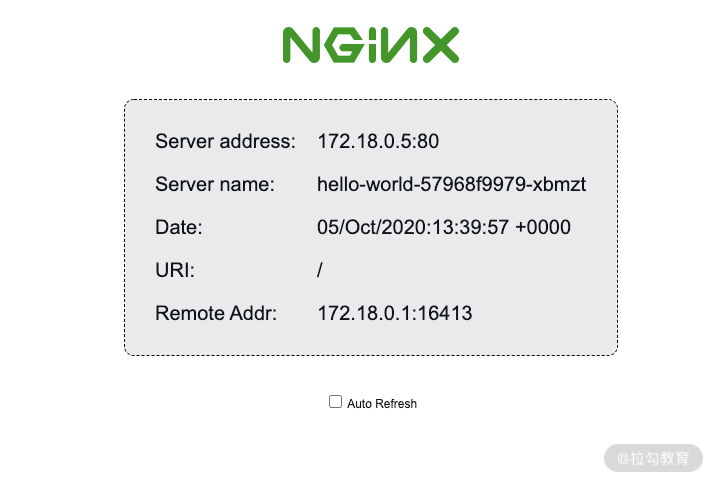 NGINX
Server address: 172.18.0.5:80
Server name: hello-world-57968f9979-xbmzt
Date: 05/Oct/2020:13:39:57 +0000
URI: /
Remote Addr: 172.18.0.1:16413
Auto Refresh
@拉勾教育